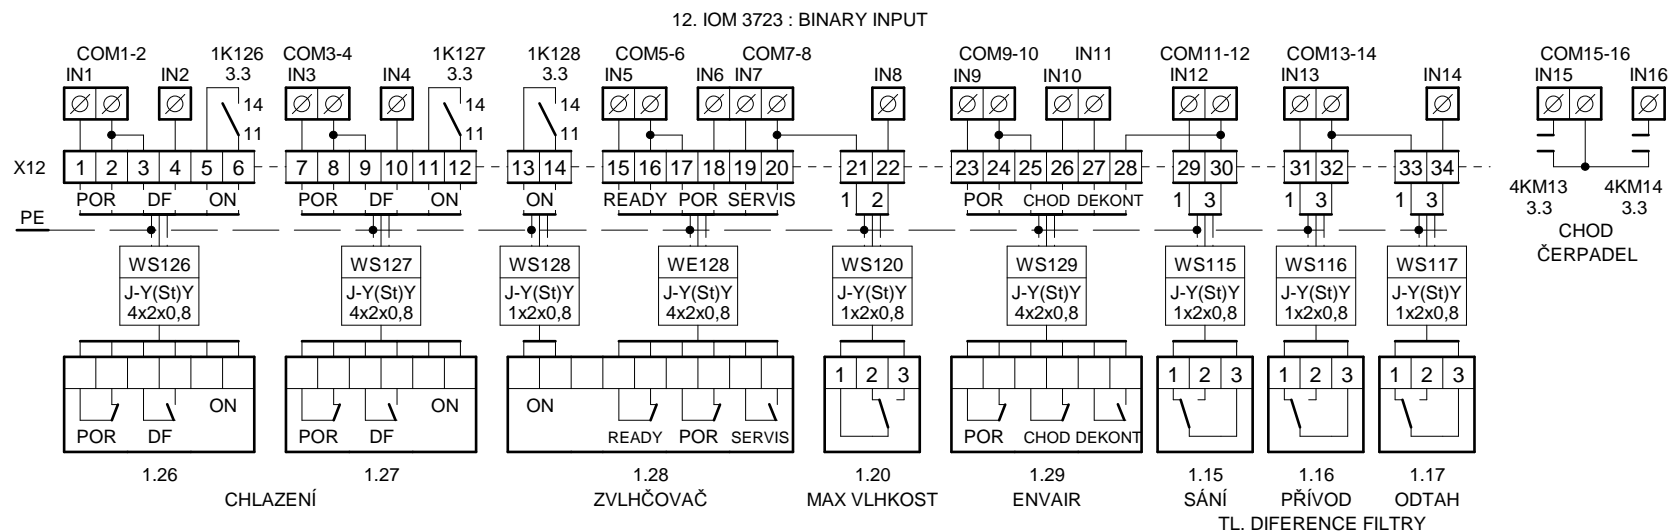 12. IOM 3723 : BINARY INPUT
COM1-2 1K126 COM3-4 1K127 1K128 COM5-6 COM7-8 COM9-10 IN11 COM11-12 COM13-14 COM15-16
IN1 IN2 3.3 IN3 IN4 3.3 3.3 IN5 IN6 IN7 IN8 IN9 IN10 IN12 IN13 IN14 IN15 IN16
14 14 14
11 11 11
X12 1 2 3 4 5 6 7 8 9 10 11 12 13 14 15 16 17 18 19 20 21 22 23 24 25 26 27 28 29 30 31 32 33 34
POR DF ON POR DF ON ON READY POR SERVIS 1 2 POR CHOD DEKONT 1 3 1 3 1 3
4KM13 4KM14
3.3 3.3
PE
CHOD
ČERPADEL
WS126 WS127 WS128 WE128 WS120 WS129 WS115 WS116 WS117
J-Y(St)Y J-Y(St)Y J-Y(St)Y J-Y(St)Y J-Y(St)Y J-Y(St)Y J-Y(St)Y J-Y(St)Y J-Y(St)Y
4x2x0,8 4x2x0,8 1x2x0,8 4x2x0,8 1x2x0,8 4x2x0,8 1x2x0,8 1x2x0,8 1x2x0,8
1 2 3 1 2 3 1 2 3 1 2 3
ON ON ON
POR DF POR DF READY POR SERVIS POR CHOD DEKONT
1.26 1.27 1.28 1.20 1.29 1.15 1.16 1.17
CHLAZENÍ ZVLHČOVAČ MAX VLHKOST ENVAIR SÁNÍ PŘÍVOD ODTAH
TL. DIFERENCE FILTRY